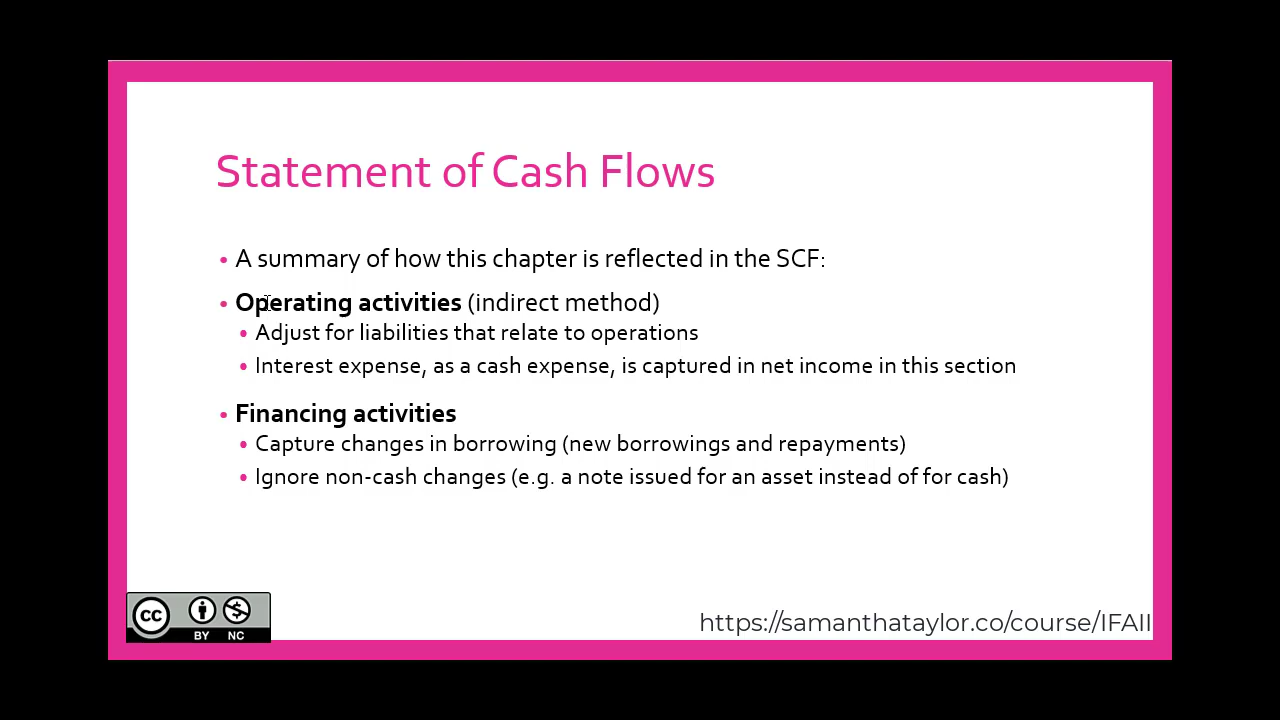 Statement of Cash Flows
• A summary of how this chapter is reflected in the SCF:
• Operating activities (indirect method)
• Adjust for liabilities that relate to operations
• Interest expense, as a cash expense, is captured in net income in this section
• Financing activities
• Capture changes in borrowing (new borrowings and repayments)
• Ignore non-cash changes (e.g. a note issued for an asset instead of for cash)
CC BY NC
https://samanthataylor.co/course/IFAII